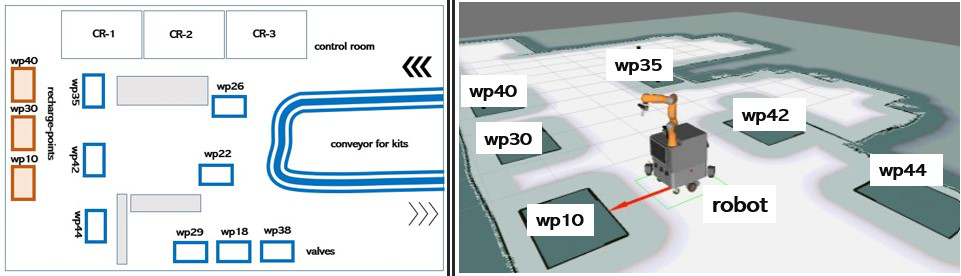 CR-1
CR-2
CR-3
control room
wp40
wp30
wp10
recharge-points
wp35
wp42
wp44
wp26
wp22
conveyor for kits
wp29
wp18
wp38
valves
wp35
wp40
wp30
wp42
wp44
wp10
robot